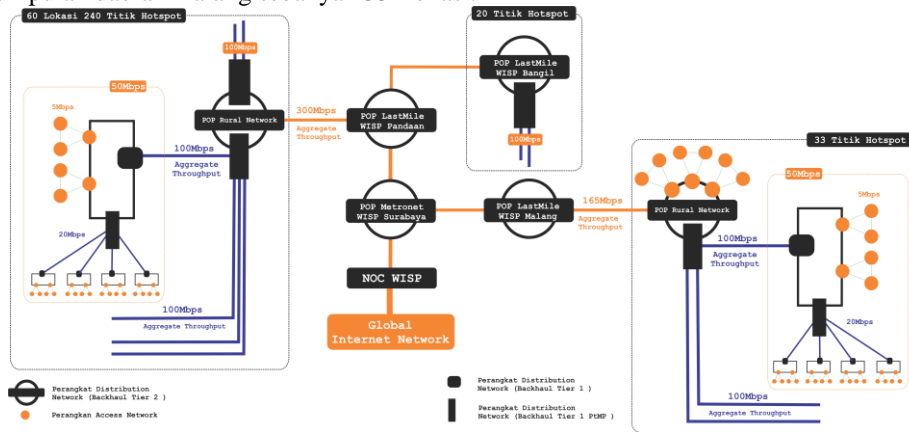 60 Lokasi 240 Titik Hotspot
20 Titik Hotspot
100Mbps
POP LastMile
WISP Bangil
50Mbps
5Mbps
POP Rural Network
300Mbps
Aggregate
Throughput
POP LastMile
WISP Pandaan
100Mbps
33 Titik Hotspot
100Mbps
Aggregate
Throughput
50Mbps
5Mbps
POP Metronet
WISP Surabaya
POP LastMile
WISP Malang
165Mbps
Aggregate
Throughput
POP Rural Network
20Mbps
100Mbps
Aggregate
Throughput
NOC WISP
100Mbps
Aggregate Throughput
Global
Internet Network
20Mbps
Perangkat Distribution
Network (Backhaul Tier 2 )
Perangkan Access Network
Perangkat Distribution
Network (Backhaul Tier 1 )
Perangkat Distribution
Network (Backhaul Tier 1 PtMP)
100Mbps
Aggregate Throughput